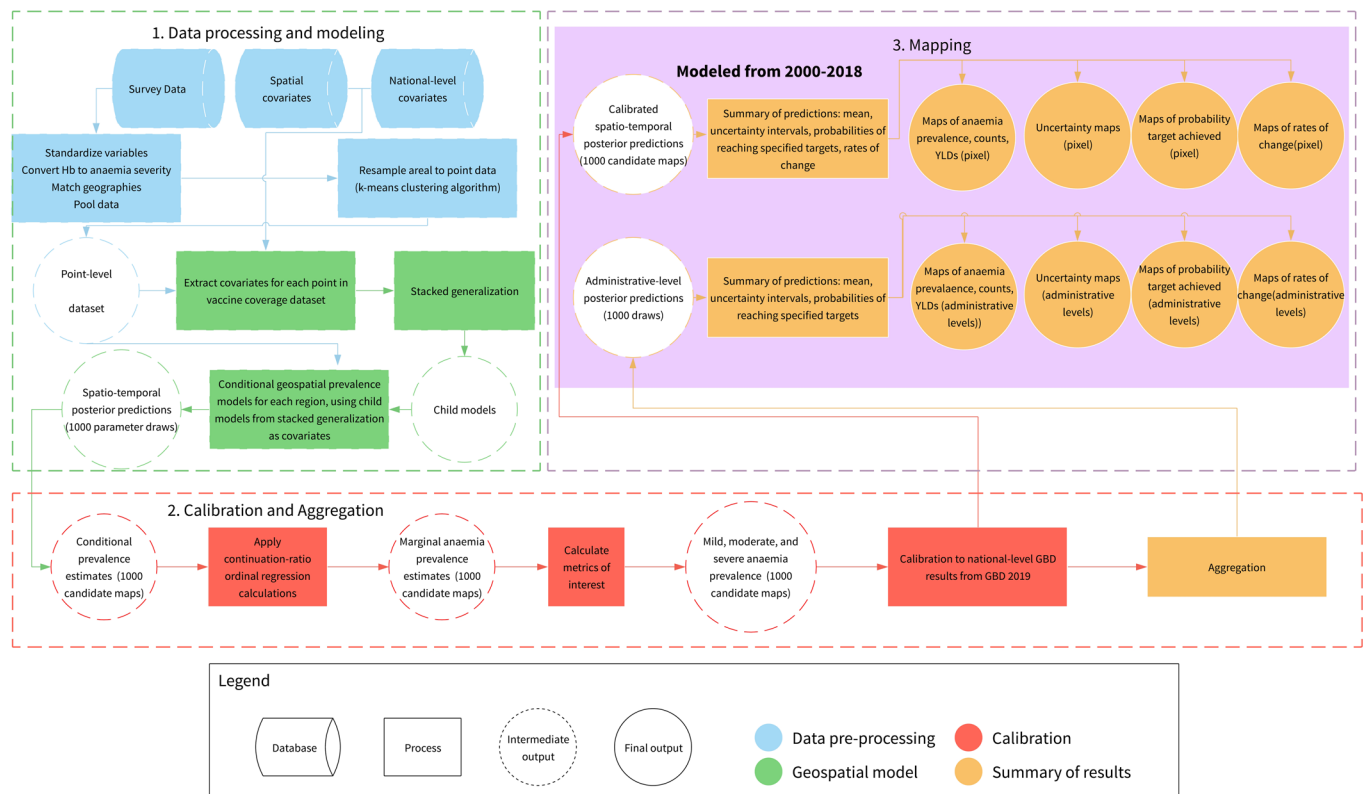 1. Data processing and modeling
Survey Data
Spatial
covariates
National-level
covariates
Standardize variables
Convert Hb to anaemia severity
Match geographies
Pool data
Resample areal to point data
(k-means clustering algorithm)
Point-level
dataset
Extract covariates for each point in
vaccine coverage dataset
Stacked generalization
Spatio-temporal
posterior predictions
(1000 parameter draws)
Conditional geospatial prevalence
models for each region, using child
models from stacked generalization
as covariates
Child models
3. Mapping
Modeled from 2000-2018
Calibrated
spatio-temporal
posterior predictions
(1000 candidate maps)
Summary of predictions: mean,
uncertainty intervals, probabilities of
reaching specified targets, rates of
change
Maps of anaemia
prevalence, counts,
YLDs (pixel)
Uncertainty maps
(pixel)
Maps of probability
target achieved
(pixel)
Maps of rates of
change(pixel)
Administrative-level
posterior predictions
(1000 draws)
Summary of predictions: mean,
uncertainty intervals, probabilities of
reaching specified targets
Maps of anaemia
prevalaence, counts,
YLDs (administrative
levels))
Uncertainty maps
(administrative
levels)
Maps of probability
target achieved
(administrative
levels)
Maps of rates of
change(administrative
levels)
2. Calibration and Aggregation
Conditional
prevalence
estimates (1000
candidate maps)
Apply
continuation-ratio
ordinal regression
calculations
Marginal anaemia
prevalence
estimates (1000
candidate maps)
Calculate
metrics of
interest
Mild, moderate, and
severe anaemia
prevalence (1000
candidate maps)
Calibration to national-level GBD
results from GBD 2019
Aggregation
Legend
Database
Process
Intermediate
output
Final output
Data pre-processing
Geospatial model
Calibration
Summary of results